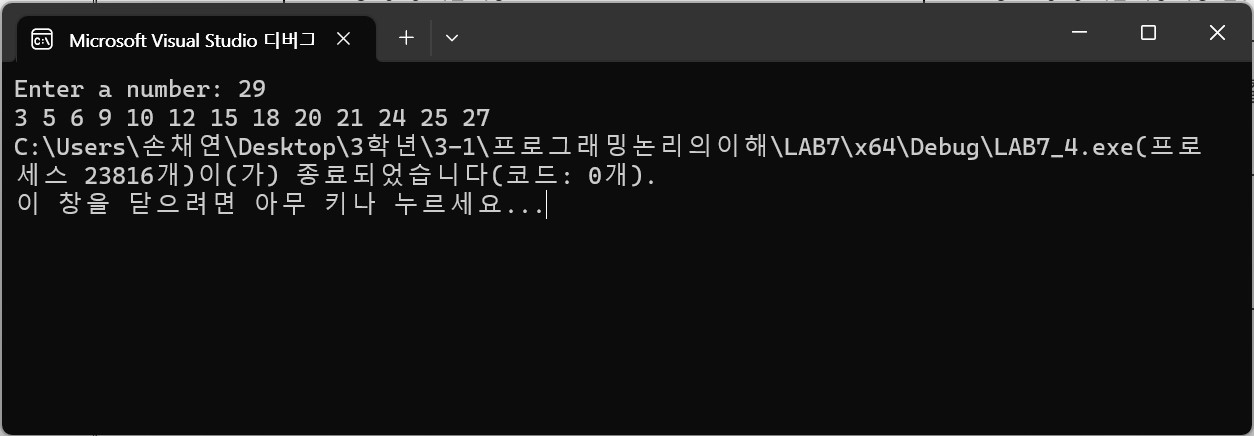 Microsoft Visual Studio 디버그
Enter a number: 29
3 5 6 9 10 12 15 18 20 21 24 25 27
C:\Users\손채연\Desktop\3학년\3-1\프로그래밍논리의이해\LAB7\x64\Debug\LAB7_4.exe(프로
세스 23816개)이(가) 종료되었습니다(코드: 0개).
이 창을 닫으려면 아무 키나 누르세요...